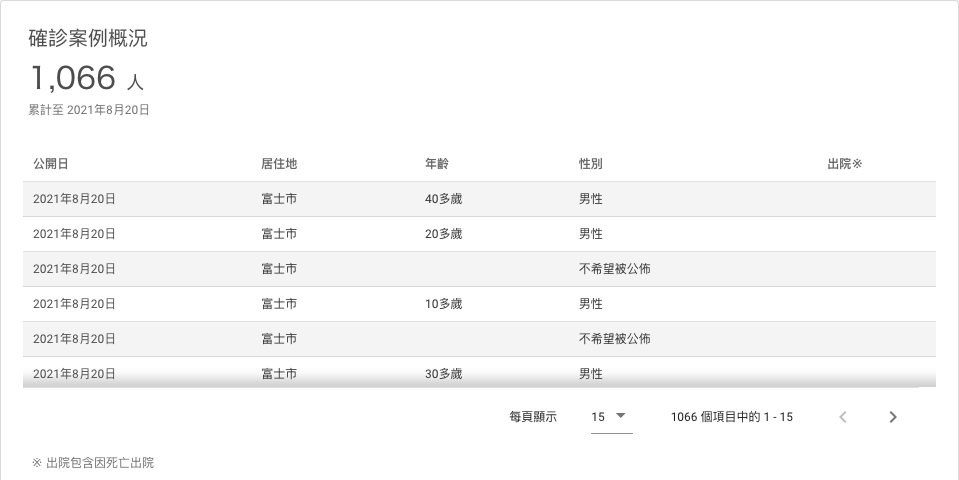 確診案例概況
1,066 人
累計至 2021年8月20日
公開日 居住地 年齡 性別 出院※
2021年8月20日 富士市 40多歲 男性
2021年8月20日 富士市 20多歲 男性
2021年8月20日 富士市 不希望被公佈
2021年8月20日 富士市 10多歲 男性
2021年8月20日 富士市 不希望被公佈
2021年8月20日 富士市 30多歲 男性
每頁顯示 15 1066 個項目中的 1 - 15
※ 出院包含因死亡出院